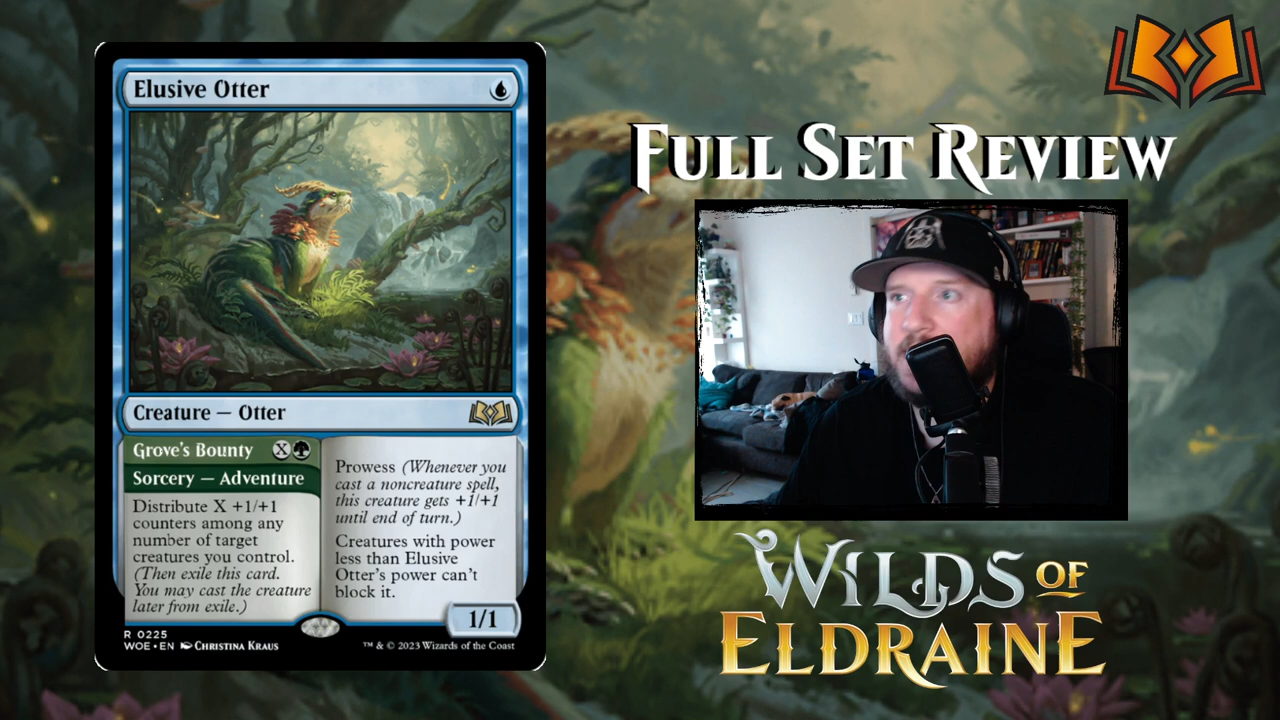 Elusive Otter
Creature — Otter
Grove's Bounty X
Sorcery — Adventure
Distribute X +1/+1
counters among any
number of target
creatures you control.
(Then exile this card.
You may cast the creature
later from exile.)
Prowess (Whenever you
cast a noncreature spell,
this creature gets +1/+1
until end of turn.)
Creatures with power
less than Elusive
Otter's power can't
block it.
1/1
R 0225
WOE • EN Christina Kraus
™ & © 2023 Wizards of the Coast
Full Set Review
Wilds of
Eldraine